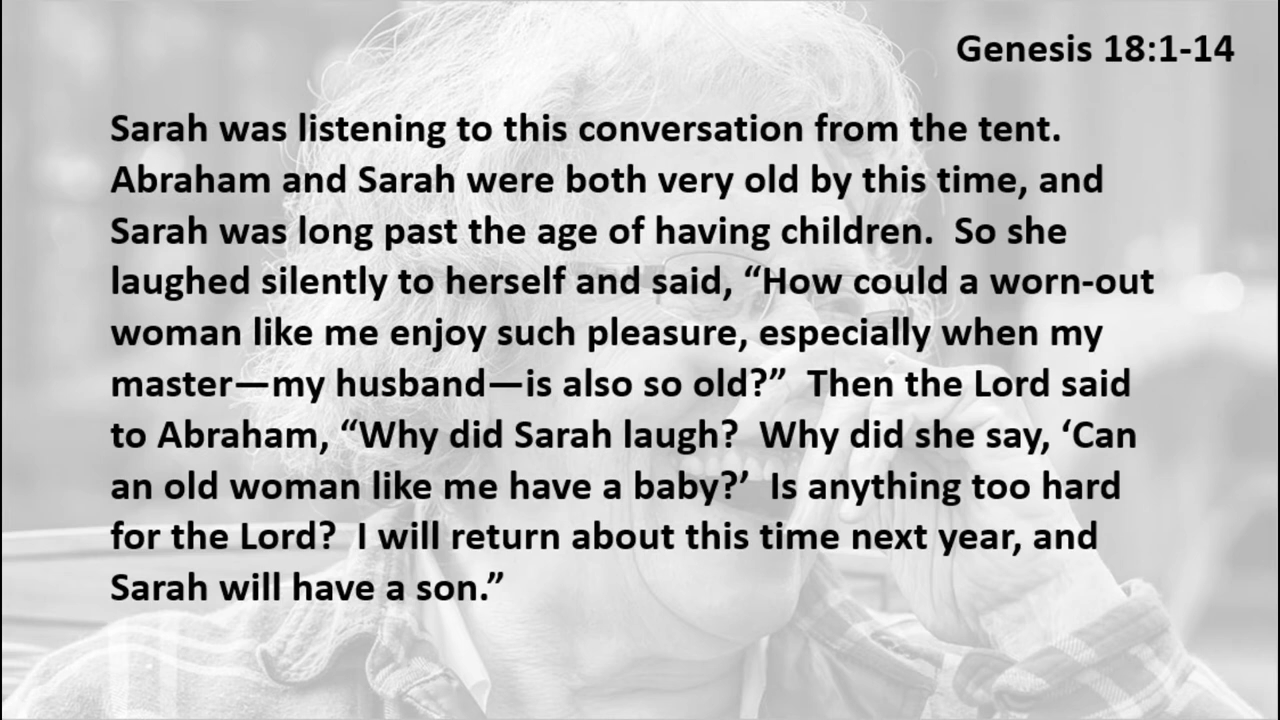 Genesis 18:1-14
Sarah was listening to this conversation from the tent.
Abraham and Sarah were both very old by this time, and
Sarah was long past the age of having children.  So she
laughed silently to herself and said, “How could a worn-out
woman like me enjoy such pleasure, especially when my
master—my husband—is also so old?”  Then the Lord said
to Abraham, “Why did Sarah laugh?  Why did she say, ‘Can
an old woman like me have a baby?’  Is anything too hard
for the Lord?  I will return about this time next year, and
Sarah will have a son.”